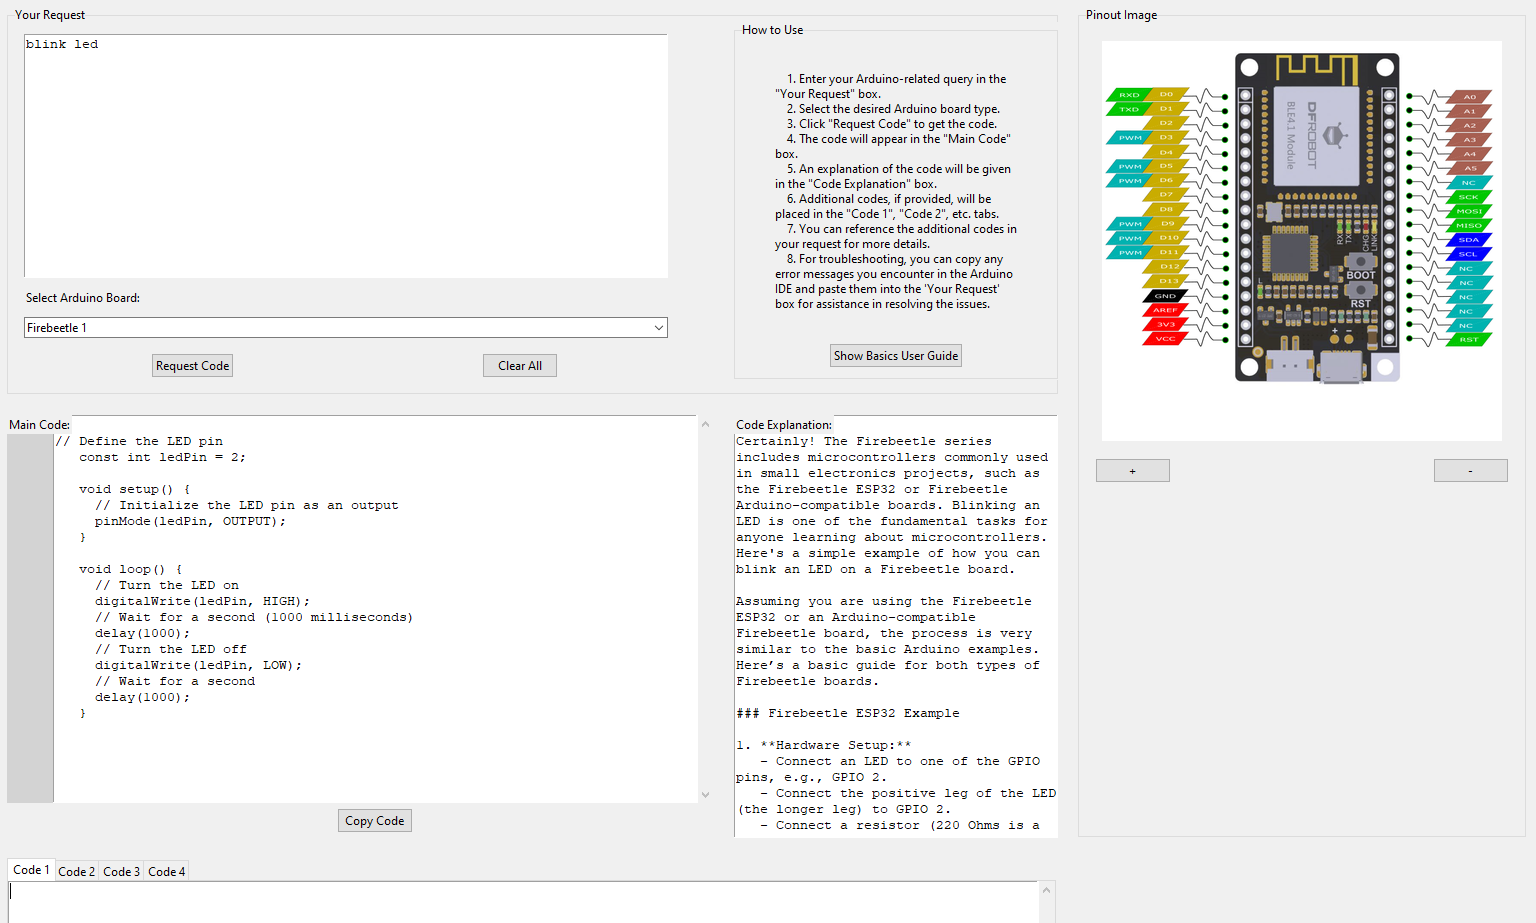 Your Request
blink led
Select Arduino Board:
Firebeetle 1
Request Code
Clear All
How to Use
1. Enter your Arduino-related query in the
"Your Request" box.
2. Select the desired Arduino board type.
3. Click "Request Code" to get the code.
4. The code will appear in the "Main Code"
box.
5. An explanation of the code will be given
in the "Code Explanation" box.
6. Additional codes, if provided, will be
placed in the "Code 1", "Code 2", etc. tabs.
7. You can reference the additional codes in
your request for more details.
8. For troubleshooting, you can copy any
error messages you encounter in the Arduino
IDE and paste them into the 'Your Request'
box for assistance in resolving the issues.
Show Basics User Guide
Pinout Image
RXD D0
TXD D1
D2
PWM D3
D4
PWM D5
PWM D6
D7
D8
PWM D9
PWM D10
PWM D11
D12
D13
GND
AREF
3V3
VCC
DFROBOT
BLE4.1 Module
RX
TX
CHG
LINK
BOOT
RST
L
+ -
A0
A1
A2
A3
A4
A5
NC
SCK
MOSI
MISO
SDA
SCL
NC
NC
NC
NC
NC
RST
+
-
Main Code:
// Define the LED pin
const int ledPin = 2;
void setup() {
// Initialize the LED pin as an output
pinMode(ledPin, OUTPUT);
}
void loop() {
// Turn the LED on
digitalWrite(ledPin, HIGH);
// Wait for a second (1000 milliseconds)
delay(1000);
// Turn the LED off
digitalWrite(ledPin, LOW);
// Wait for a second
delay(1000);
}
Copy Code
Code Explanation:
Certainly! The Firebeetle series
includes microcontrollers commonly used
in small electronics projects, such as
the Firebeetle ESP32 or Firebeetle
Arduino-compatible boards. Blinking an
LED is one of the fundamental tasks for
anyone learning about microcontrollers.
Here's a simple example of how you can
blink an LED on a Firebeetle board.
Assuming you are using the Firebeetle
ESP32 or an Arduino-compatible
Firebeetle board, the process is very
similar to the basic Arduino examples.
Here’s a basic guide for both types of
Firebeetle boards.
### Firebeetle ESP32 Example
1. **Hardware Setup:**
- Connect an LED to one of the GPIO
pins, e.g., GPIO 2.
- Connect the positive leg of the LED
(the longer leg) to GPIO 2.
- Connect a resistor (220 Ohms is a
Code 1
Code 2
Code 3
Code 4